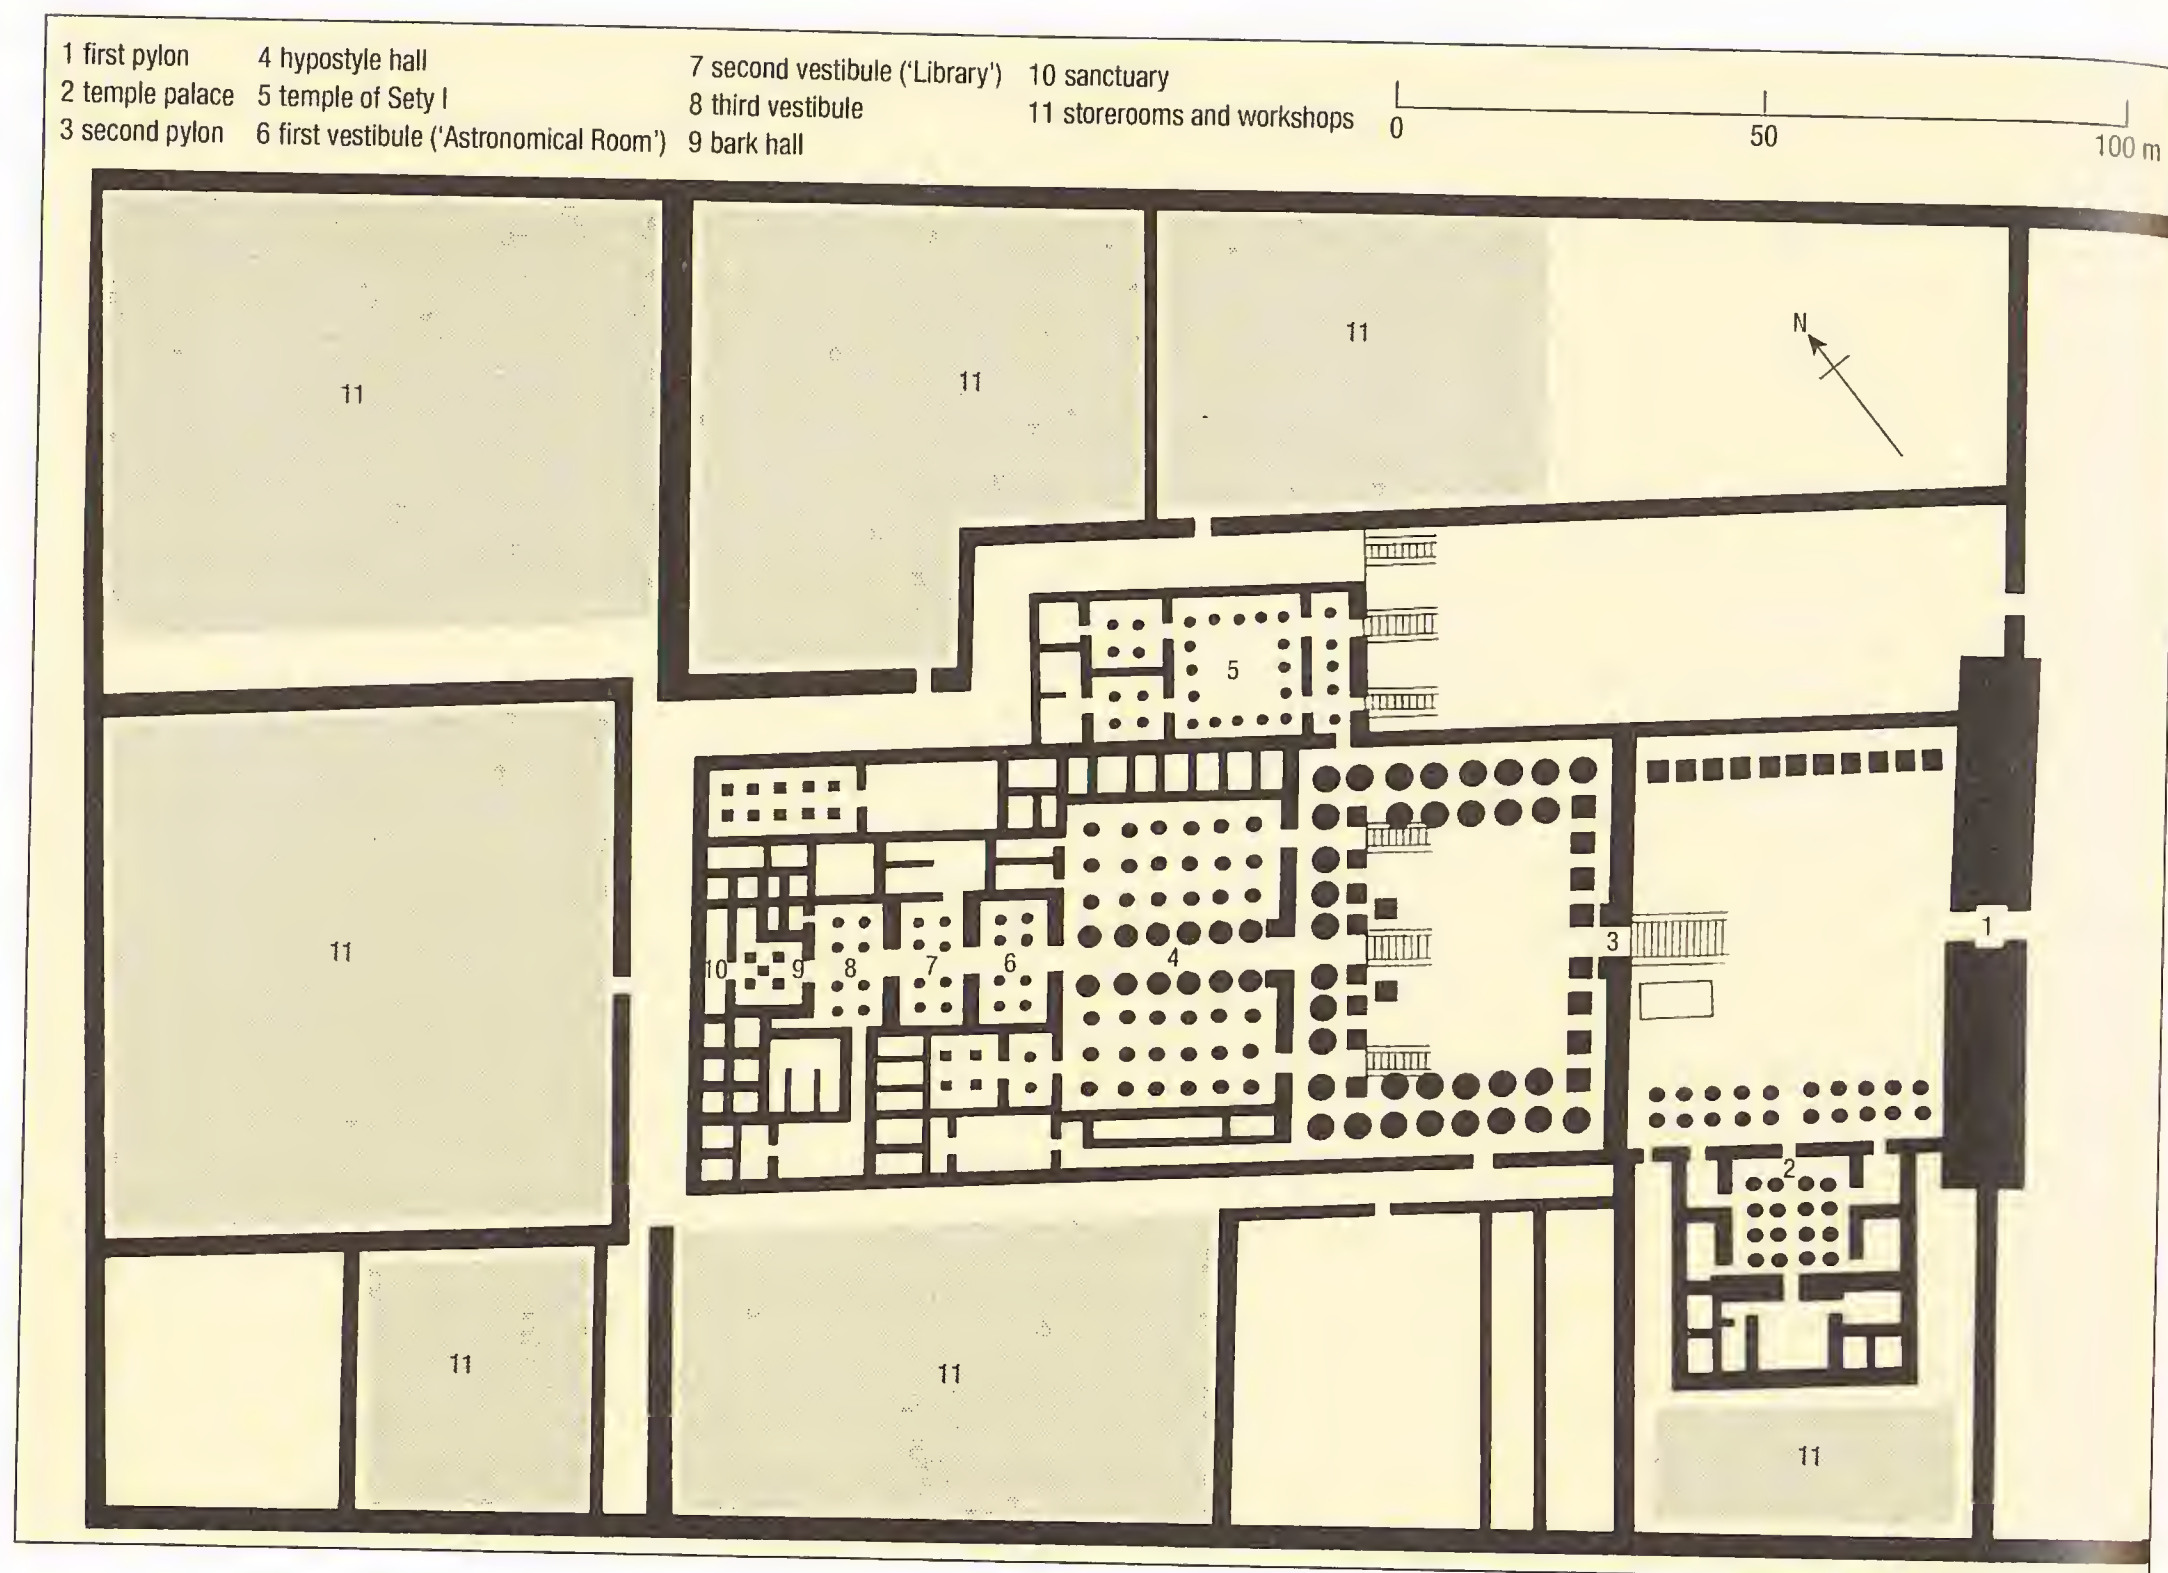 1 first pylon
2 temple palace
3 second pylon
4 hypostyle hall
5 temple of Sety I
6 first vestibule ('Astronomical Room')
7 second vestibule ('Library')
8 third vestibule
9 bark hall
10 sanctuary
11 storerooms and workshops
0
50
100 m
11
11
11
N
5
11
10
9
8
7
6
4
3
1
2
11
11
11